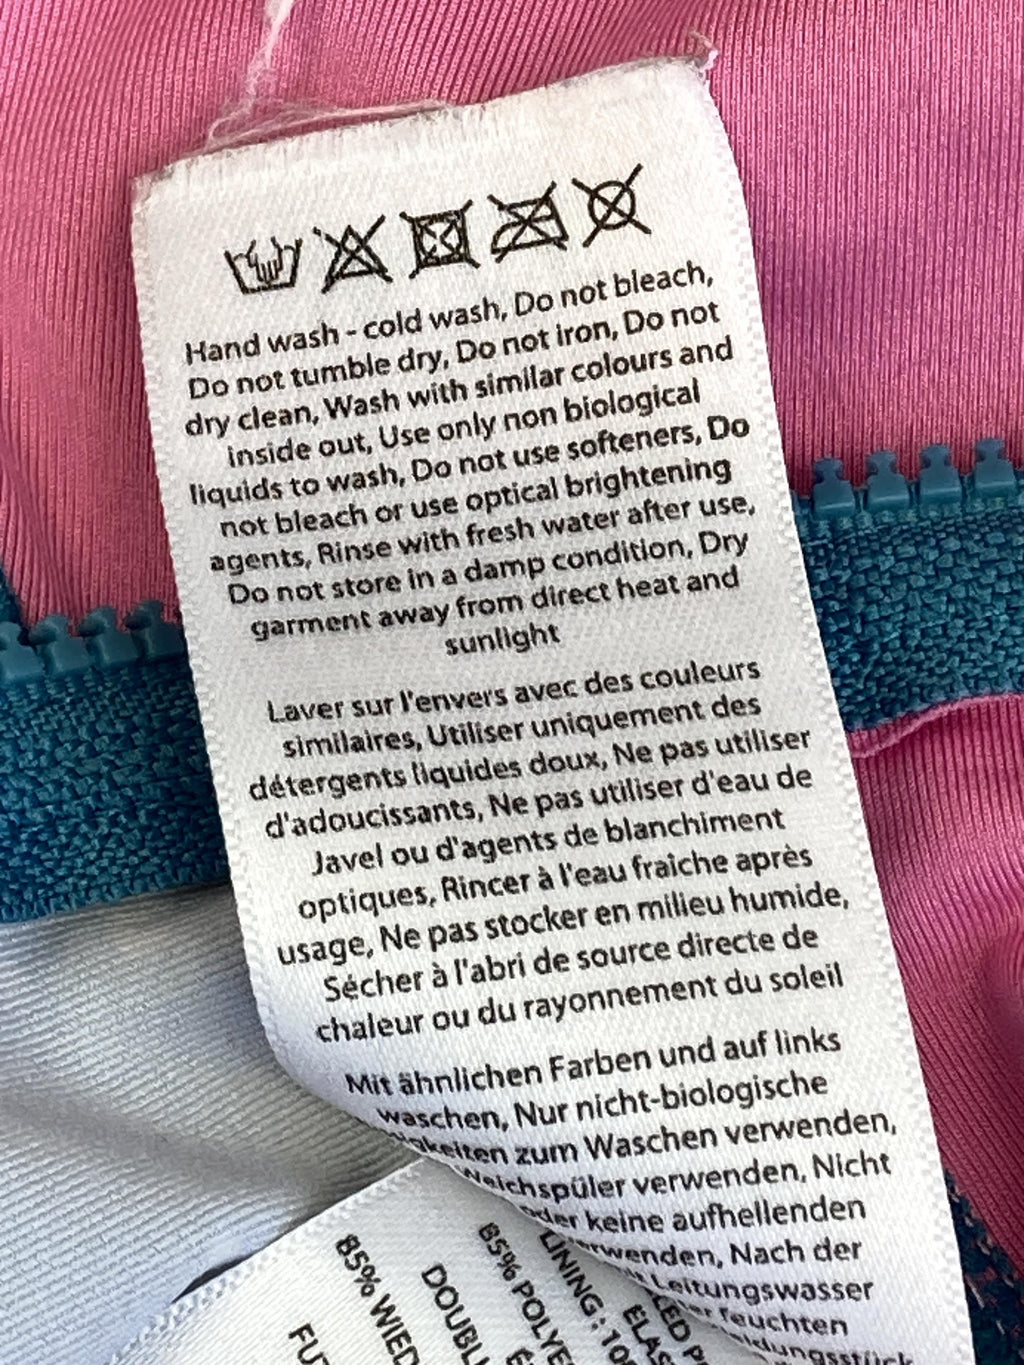 Hand wash - cold wash, Do not bleach,
Do not tumble dry, Do not iron, Do not
dry clean, Wash with similar colours and
inside out, Use only non biological
liquids to wash, Do not use softeners, Do
not bleach or use optical brightening
agents, Rinse with fresh water after use,
Do not store in a damp condition, Dry
garment away from direct heat and
sunlight
Laver sur l'envers avec des couleurs
similaires, Utiliser uniquement des
détergents liquides doux, Ne pas utiliser
d'adoucissants, Ne pas utiliser d'eau de
Javel ou d'agents de blanchiment
optiques, Rincer à l'eau fraîche après
usage, Ne pas stocker en milieu humide,
Sécher à l'abri de source directe de
chaleur ou du rayonnement du soleil
Mit ähnlichen Farben und auf links
waschen, Nur nicht-biologische
zum Waschen verwenden,
verwenden, Nicht
oder keine aufhellenden
Nach der
Leitungswasser
feuchten
85% WIED
85% POLYE
LINING: 100